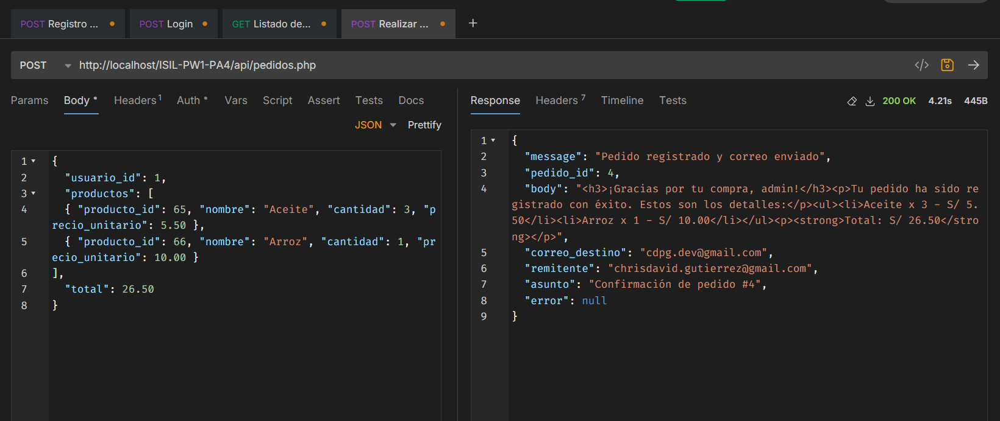 POST Registro ...
POST Login
GET Listado de...
POST Realizar ...
+
POST http://localhost/ISIL-PW1-PA4/api/pedidos.php </>
Params Body Headers 1 Auth Vars Script Assert Tests Docs
JSON Prettify
1 {
2 "usuario_id": 1,
3 "productos": [
4 { "producto_id": 65, "nombre": "Aceite", "cantidad": 3, "p
recio_unitario": 5.50 },
5 { "producto_id": 66, "nombre": "Arroz", "cantidad": 1, "pr
ecio_unitario": 10.00 }
6 ],
7 "total": 26.50
8 }
Response Headers 7 Timeline Tests 200 OK 4.21s 445B
1 {
2 "message": "Pedido registrado y correo enviado",
3 "pedido_id": 4,
4 "body": "<h3>¡Gracias por tu compra, admin!</h3><p>Tu pedido ha sido re
gistrado con éxito. Estos son los detalles:</p><ul><li>Aceite x 3 - S/ 5.
50</li><li>Arroz x 1 - S/ 10.00</li></ul><p><strong>Total: S/ 26.50</stro
ng></p>",
5 "correo_destino": "cdpg.dev@gmail.com",
6 "remitente": "chrisdavid.gutierrez@gmail.com",
7 "asunto": "Confirmación de pedido #4",
8 "error": null
9 }